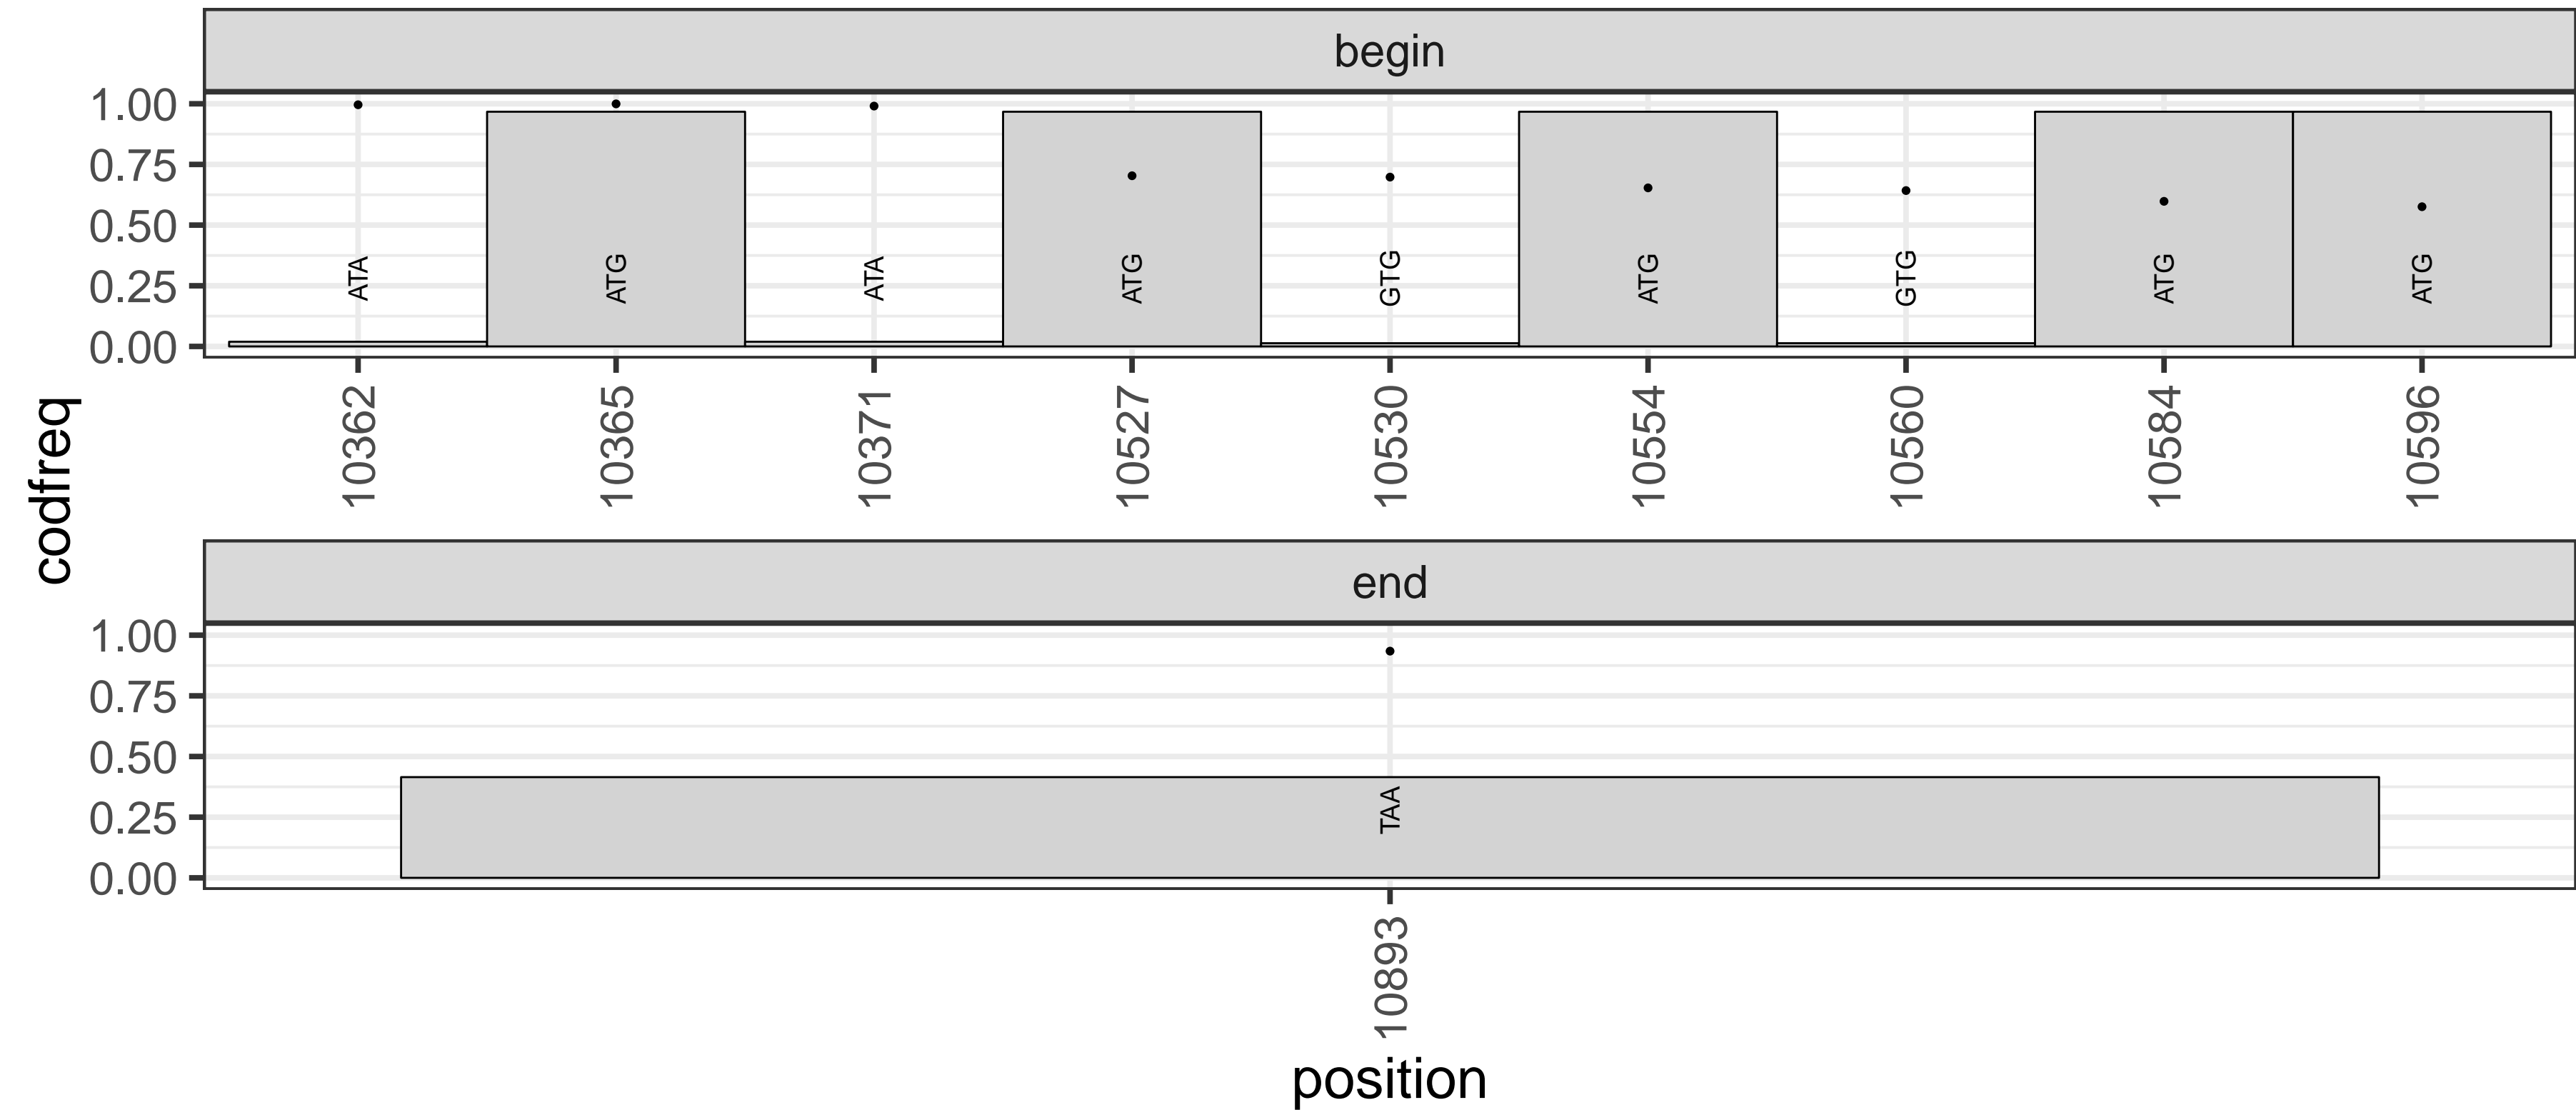 begin
1.00
0.75
0.50
0.25
0.00
ATA
ATG
ATA
ATG
GTG
ATG
GTG
ATG
ATG
10362
10365
10371
10527
10530
10554
10560
10584
10596
codfreq
end
1.00
0.75
0.50
0.25
0.00
TAA
10893
position